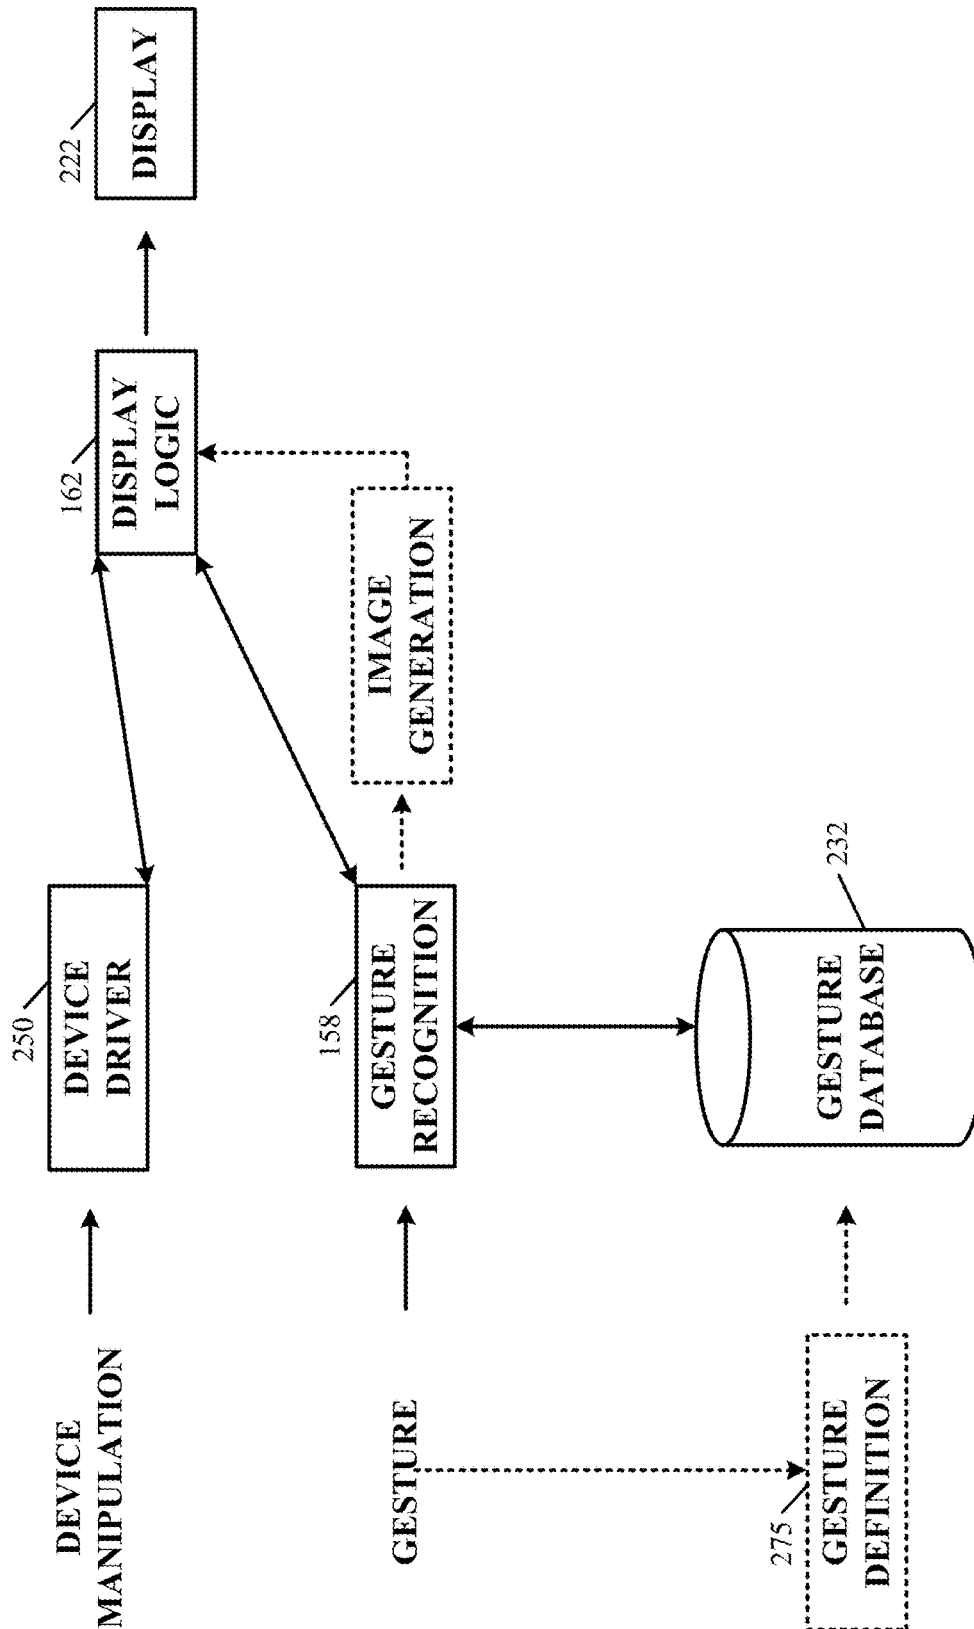 DEVICE
MANIPULATION
250
DEVICE
DRIVER
162
DISPLAY
LOGIC
222
DISPLAY
GESTURE
158
GESTURE
RECOGNITION
IMAGE
GENERATION
275
GESTURE
DEFINITION
232
GESTURE
DATABASE